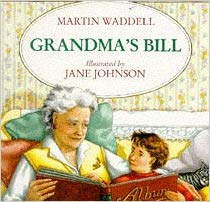 MARTIN WADDELL
GRANDMA'S BILL
Illustrated by
JANE JOHNSON
Album